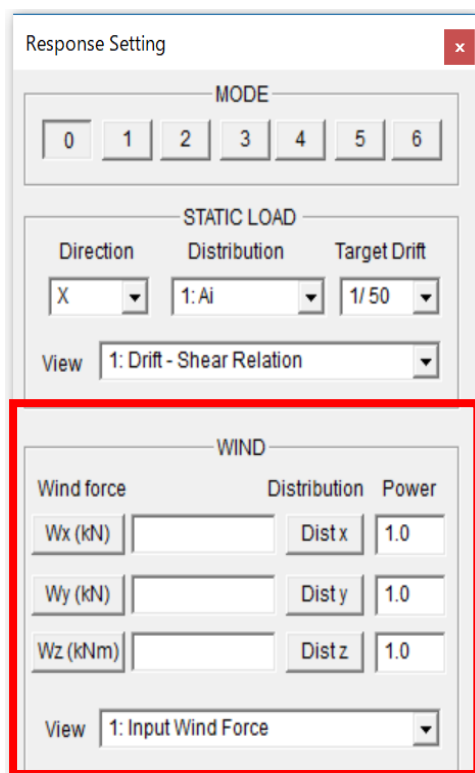 Response Setting x
MODE
0 1 2 3 4 5 6
STATIC LOAD
Direction Distribution Target Drift
X 1: Ai 1/ 50
View 1: Drift - Shear Relation
WIND
Wind force Distribution Power
Wx (kN) Dist x 1.0
Wy (kN) Dist y 1.0
Wz (kNm) Dist z 1.0
View 1: Input Wind Force